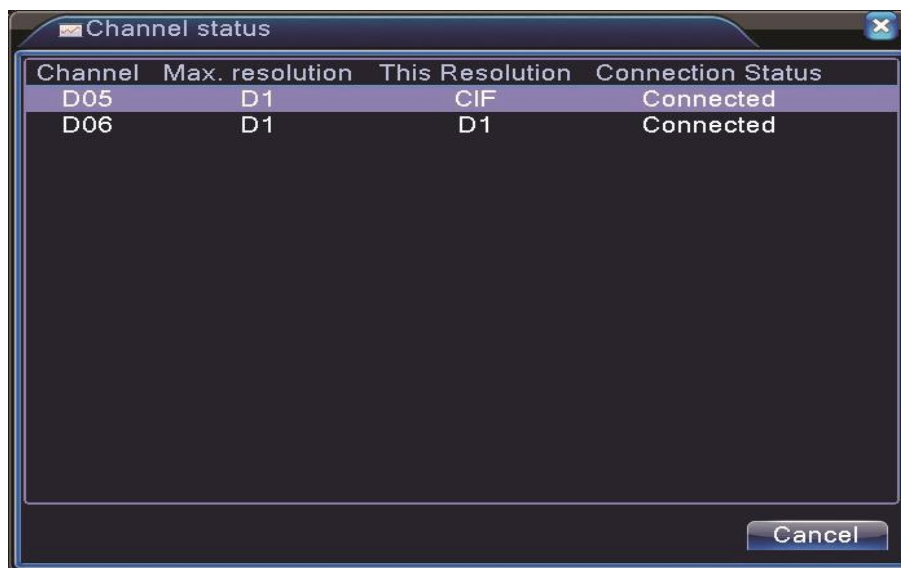 Channel status
Channel Max. resolution This Resolution Connection Status
D05 D1 CIF Connected
D06 D1 D1 Connected
Cancel